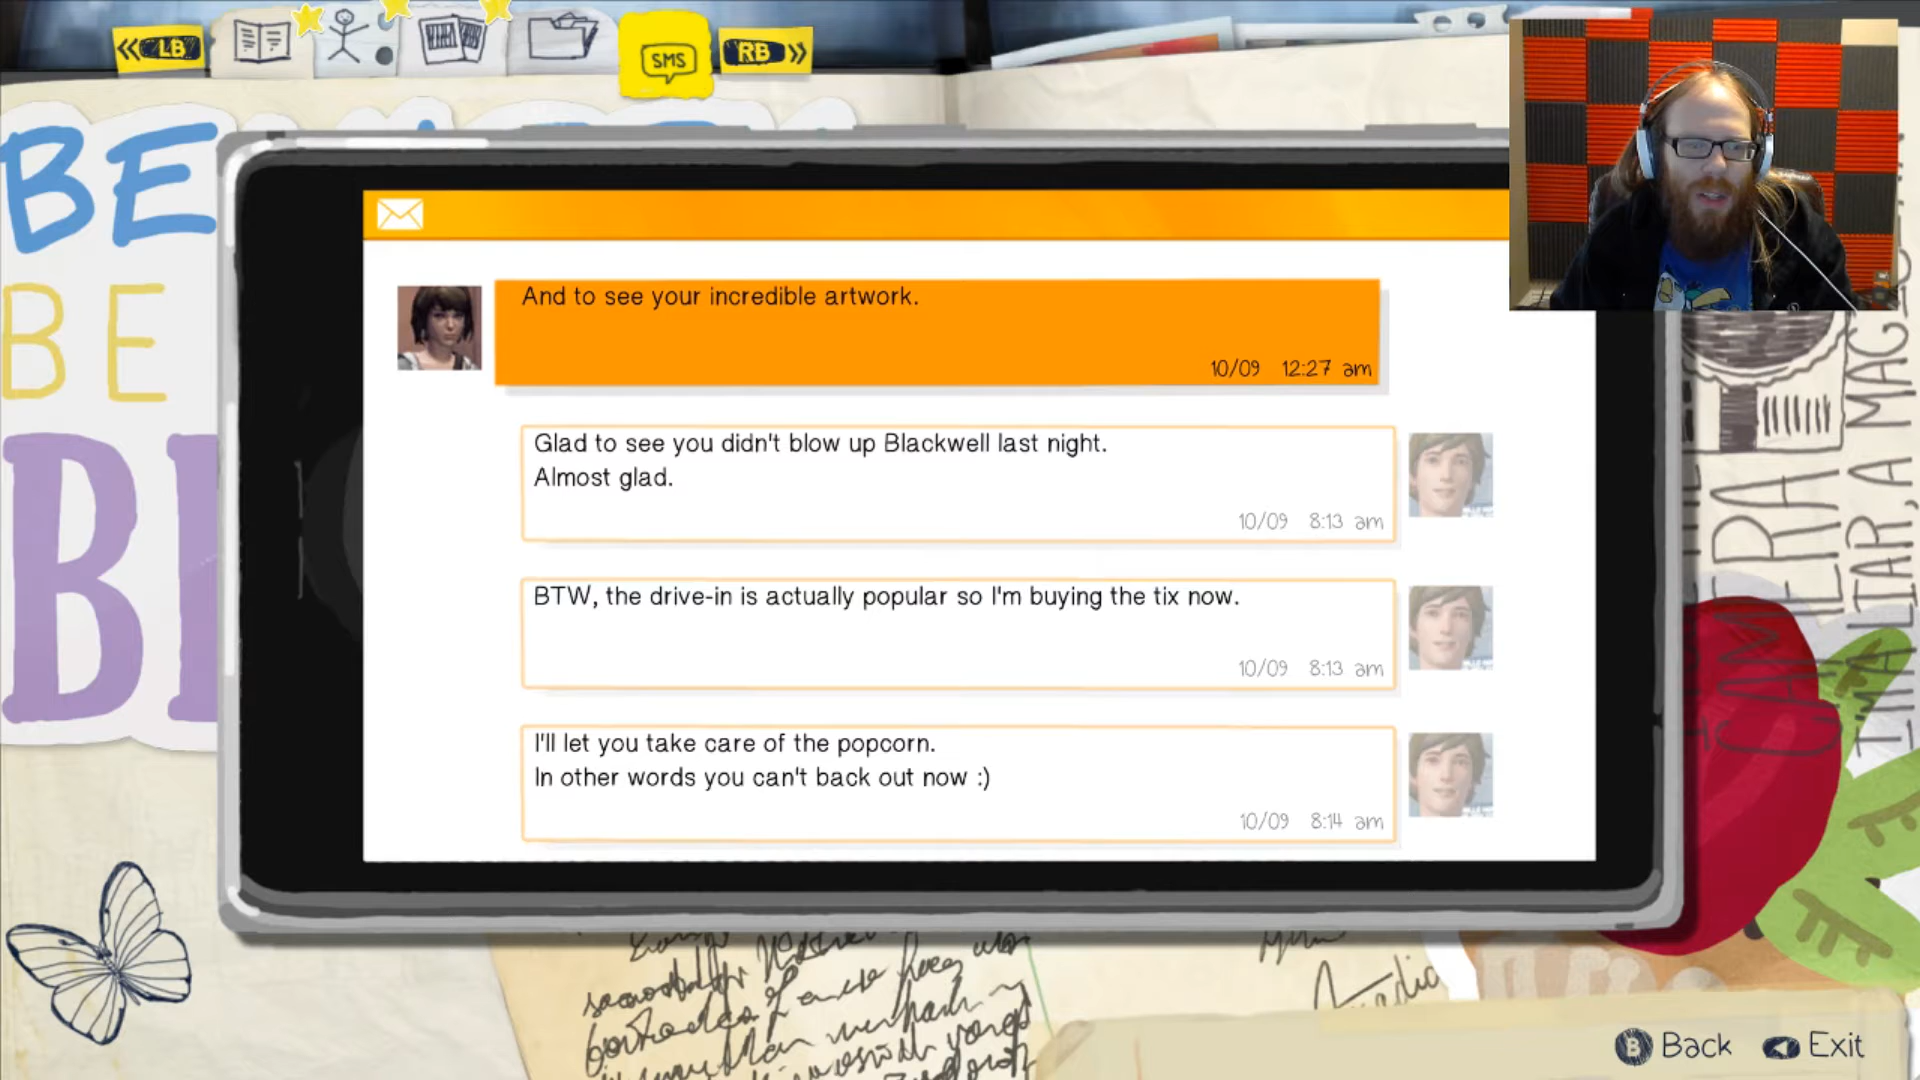 LB
SMS
RB
BE
BE
And to see your incredible artwork.
10/09 12:27 am
Glad to see you didn't blow up Blackwell last night.
Almost glad.
10/09 8:13 am
BTW, the drive-in is actually popular so I'm buying the tix now.
10/09 8:13 am
I'll let you take care of the popcorn.
In other words you can't back out now :)
10/09 8:14 am
CAMERA
I'M A LIAR, A MAGIC
B Back
Exit